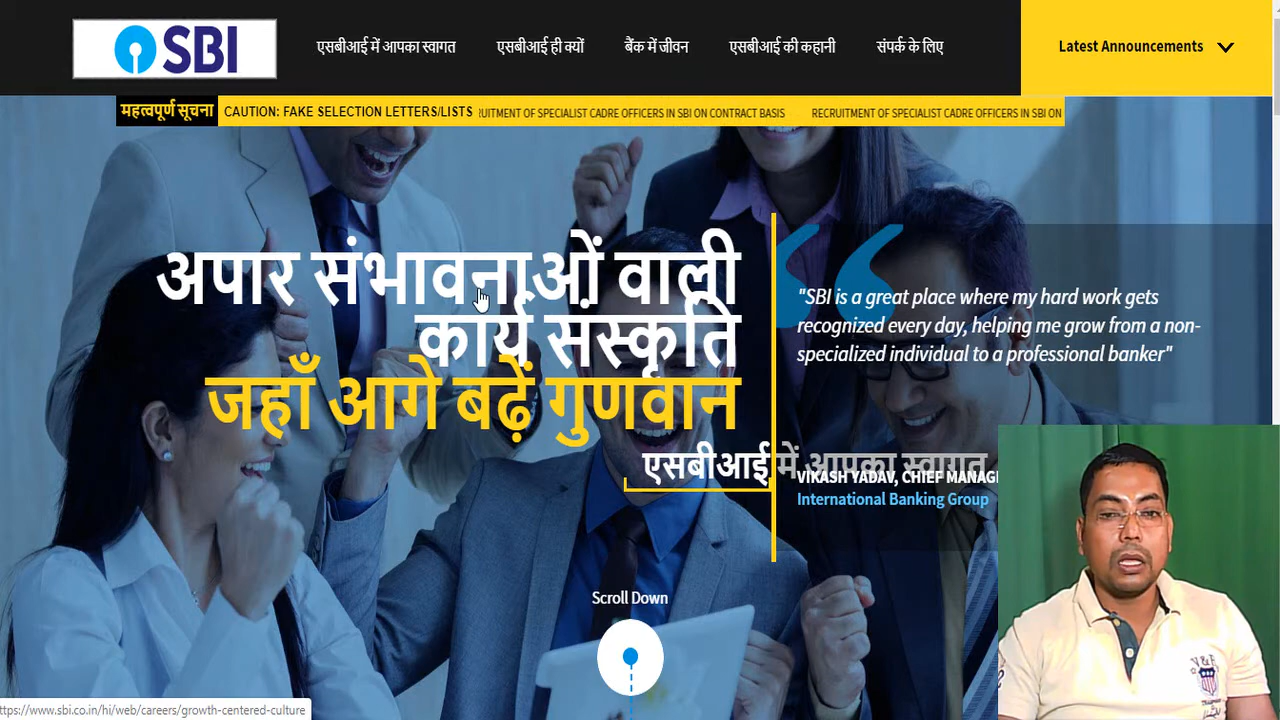 SBI
एसबीआई में आपका स्वागत
एसबीआई ही क्यों
बैंक में जीवन
एसबीआई की कहानी
संपर्क के लिए
Latest Announcements
महत्वपूर्ण सूचना
CAUTION: FAKE SELECTION LETTERS/LISTS
RUITMENT OF SPECIALIST CADRE OFFICERS IN SBI ON CONTRACT BASIS
RECRUITMENT OF SPECIALIST CADRE OFFICERS IN SBI ON
अपार संभावनाओं वाली
कार्य संस्कृति
जहाँ आगे बढ़ें गुणवान
एसबीआई में आपका स्वागत
"SBI is a great place where my hard work gets
recognized every day, helping me grow from a non-
specialized individual to a professional banker"
VIKASH YADAV, CHIEF MANAG
International Banking Group
Scroll Down
ttps://www.sbi.co.in/hi/web/careers/growth-centered-culture